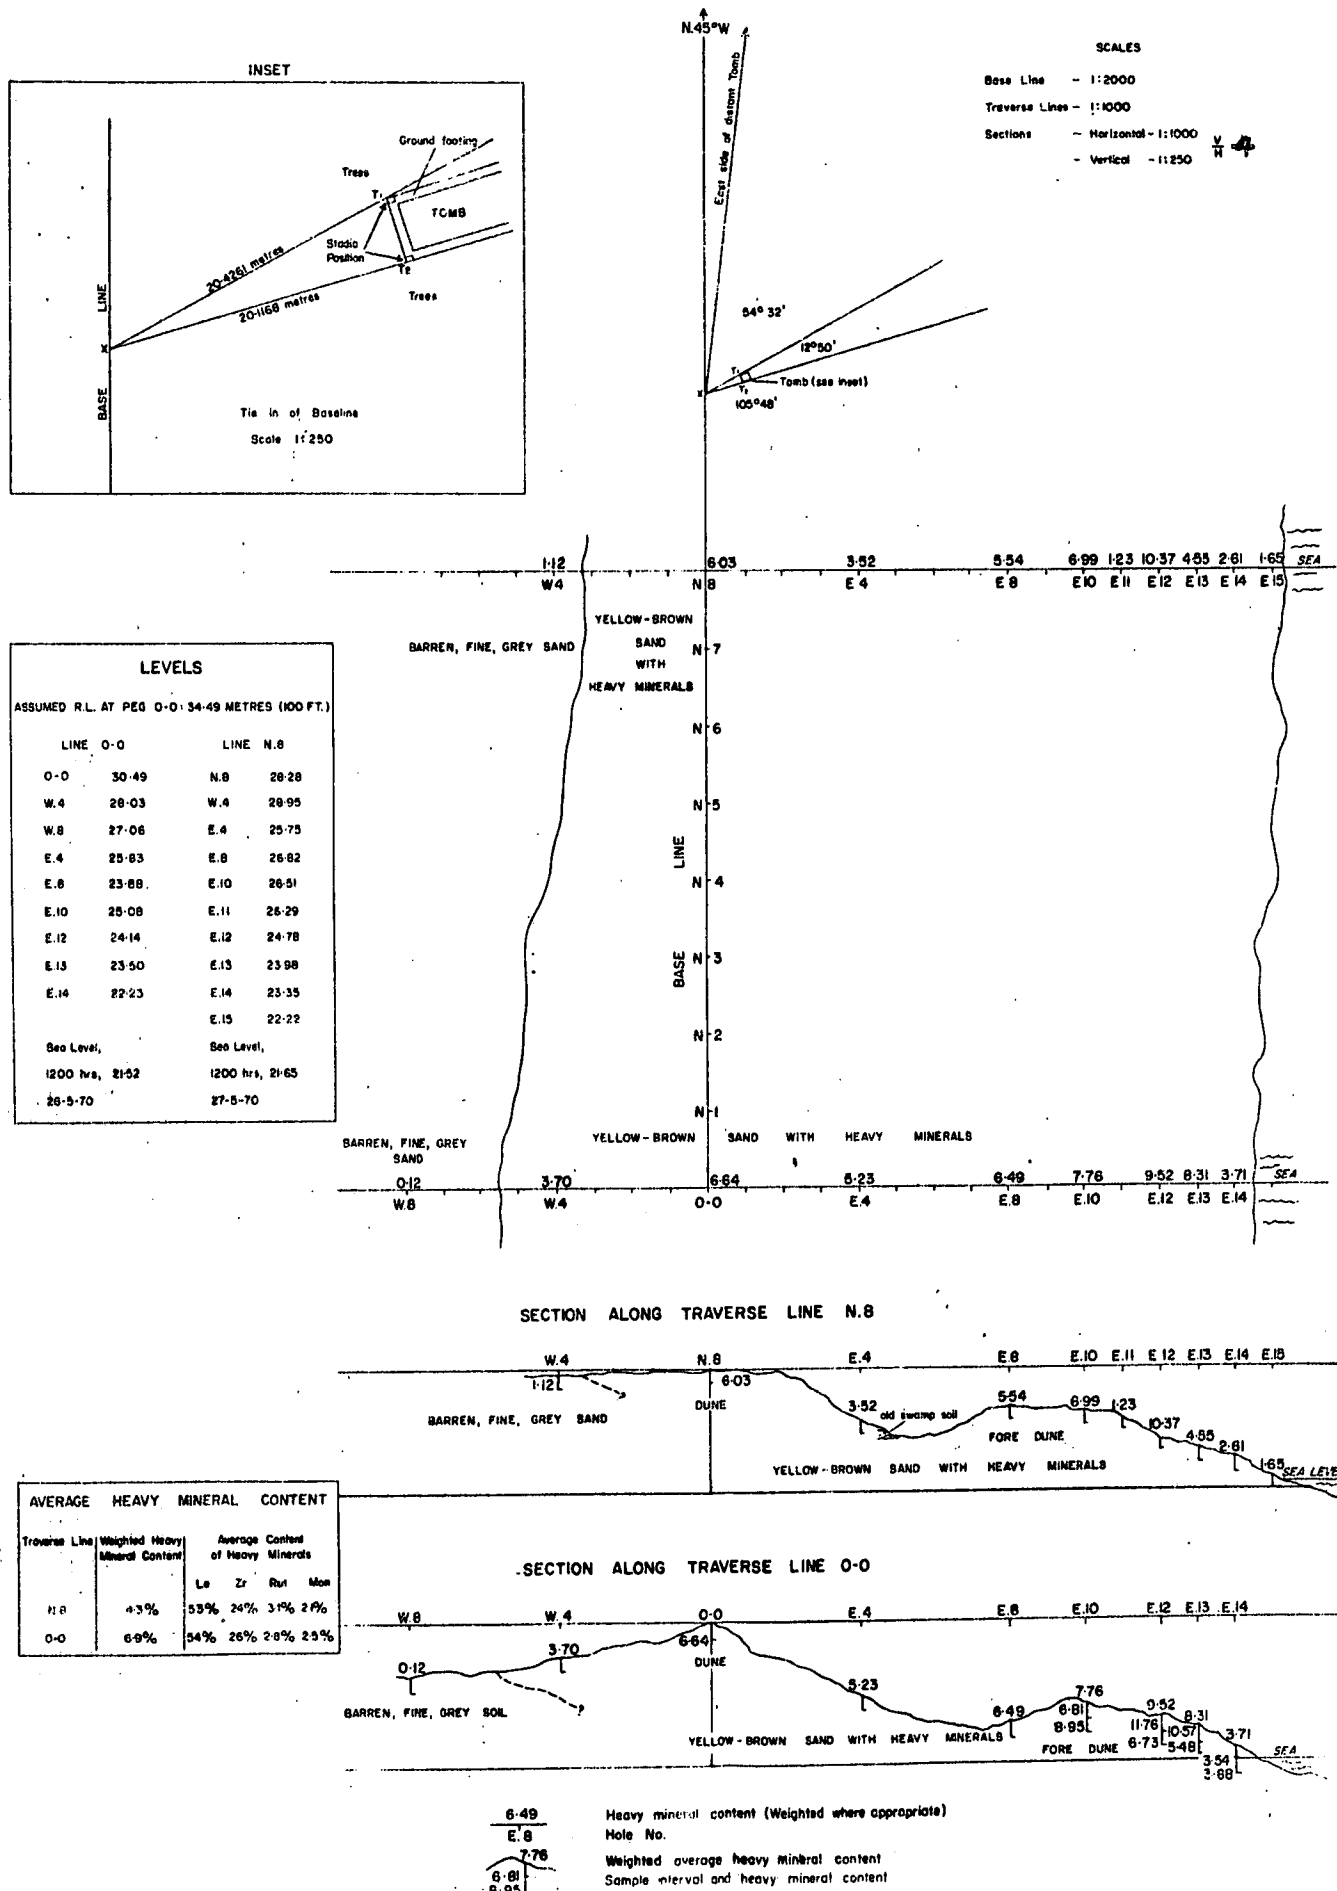 N.45°W
East side of distant Tomb
SCALES
Base Line - 1:2000
Traverse Lines - 1:1000
Sections - Horizontal - 1:1000
- Vertical - 1:250
V
H
INSET
Ground footing
Trees
T1
TOMB
Stadia
Position
T2
Trees
20·4261 metres
20·1168 metres
BASE LINE
X
Tie in of Baseline
Scale 1:250
54° 32'
12°50'
T1
Tomb (see inset)
T2
X
105°48'
1·12 6·03 3·52 5·54 6·99 1·23 10·37 4·55 2·61 1·65 SEA
W4 N 8 E 4 E 8 E10 E11 E12 E13 E14 E15
BARREN, FINE, GREY SAND
YELLOW-BROWN
SAND
WITH
HEAVY MINERALS
N 7
N 6
N 5
N 4
N 3
N 2
N 1
BASE LINE
LEVELS
ASSUMED R.L. AT PEG 0-0: 34·49 METRES (100 FT.)
LINE 0-0 LINE N.8
0-0 30·49 N.8 28·28
W.4 28·03 W.4 28·95
W.8 27·06 E.4 25·75
E.4 25·83 E.8 26·82
E.8 23·88 E.10 26·51
E.10 25·08 E.11 26·29
E.12 24·14 E.12 24·78
E.13 23·50 E.13 23·98
E.14 22·23 E.14 23·35
E.15 22·22
Sea Level, Sea Level,
1200 hrs, 21·52 1200 hrs, 21·65
26-5-70 27-5-70
BARREN, FINE, GREY
SAND
YELLOW-BROWN SAND WITH HEAVY MINERALS
0·12 3·70 6·64 5·23 6·49 7·76 9·52 8·31 3·71 SEA
W.8 W.4 0-0 E.4 E.8 E.10 E.12 E.13 E.14
SECTION ALONG TRAVERSE LINE N.8
W.4 N.8 E.4 E.8 E.10 E.11 E.12 E.13 E.14 E.15
1·12 6·03 3·52 5·54 6·99 1·23 10·37 4·55 2·61 1·65
DUNE
old swamp soil
BARREN, FINE, GREY SAND
FORE DUNE
YELLOW-BROWN SAND WITH HEAVY MINERALS
SEA LEVE
AVERAGE HEAVY MINERAL CONTENT
Traverse Line Weighted Heavy Mineral Content Average Content of Heavy Minerals
Le Zr Rut Mon
N.8 4·3% 53% 24% 3·1% 2·1%
0-0 6·9% 54% 26% 2·8% 2·5%
SECTION ALONG TRAVERSE LINE 0-0
W.8 W.4 0-0 E.4 E.8 E.10 E.12 E.13 E.14
0·12 3·70 6·64 5·23 6·49 7·76 9·52 8·31 3·71
DUNE
6·81 11·76 10·57 3·54
8·95 6·73 5·48 3·88
SEA
BARREN, FINE, GREY SOIL
YELLOW-BROWN SAND WITH HEAVY MINERALS
FORE DUNE
6·49 Heavy mineral content (Weighted where appropriate)
E.8 Hole No.
7·76 Weighted average heavy mineral content
6·81 Sample interval and heavy mineral content
8·95